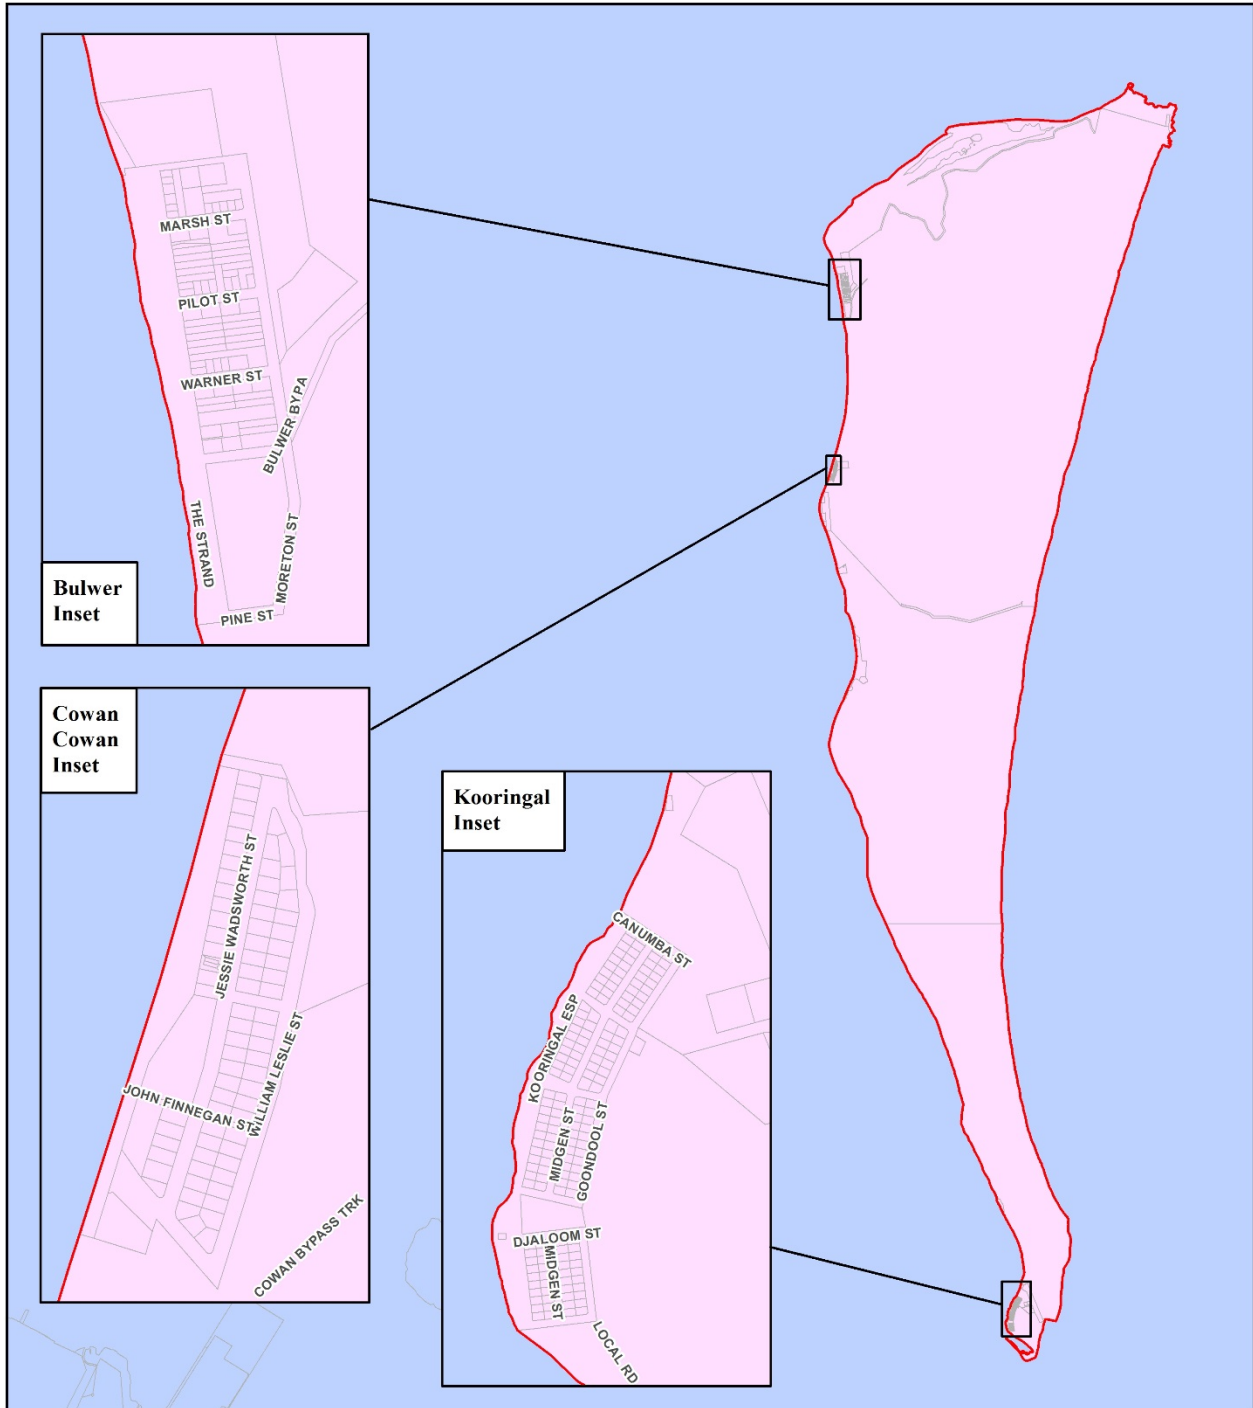 MARSH ST
PILOT ST
WARNER ST
BULWER BYPA
THE STRAND
MORETON ST
PINE ST
Bulwer
Inset
Cowan
Cowan
Inset
JESSIE WADSWORTH ST
WILLIAM LESLIE ST
JOHN FINNEGAN ST
COWAN BYPASS TRK
Kooringal
Inset
CANUMBA ST
KOORINGAL ESP
MIDGEN ST
GOONDOOL ST
DJALOOM ST
MIDGEN ST
LOCAL RD